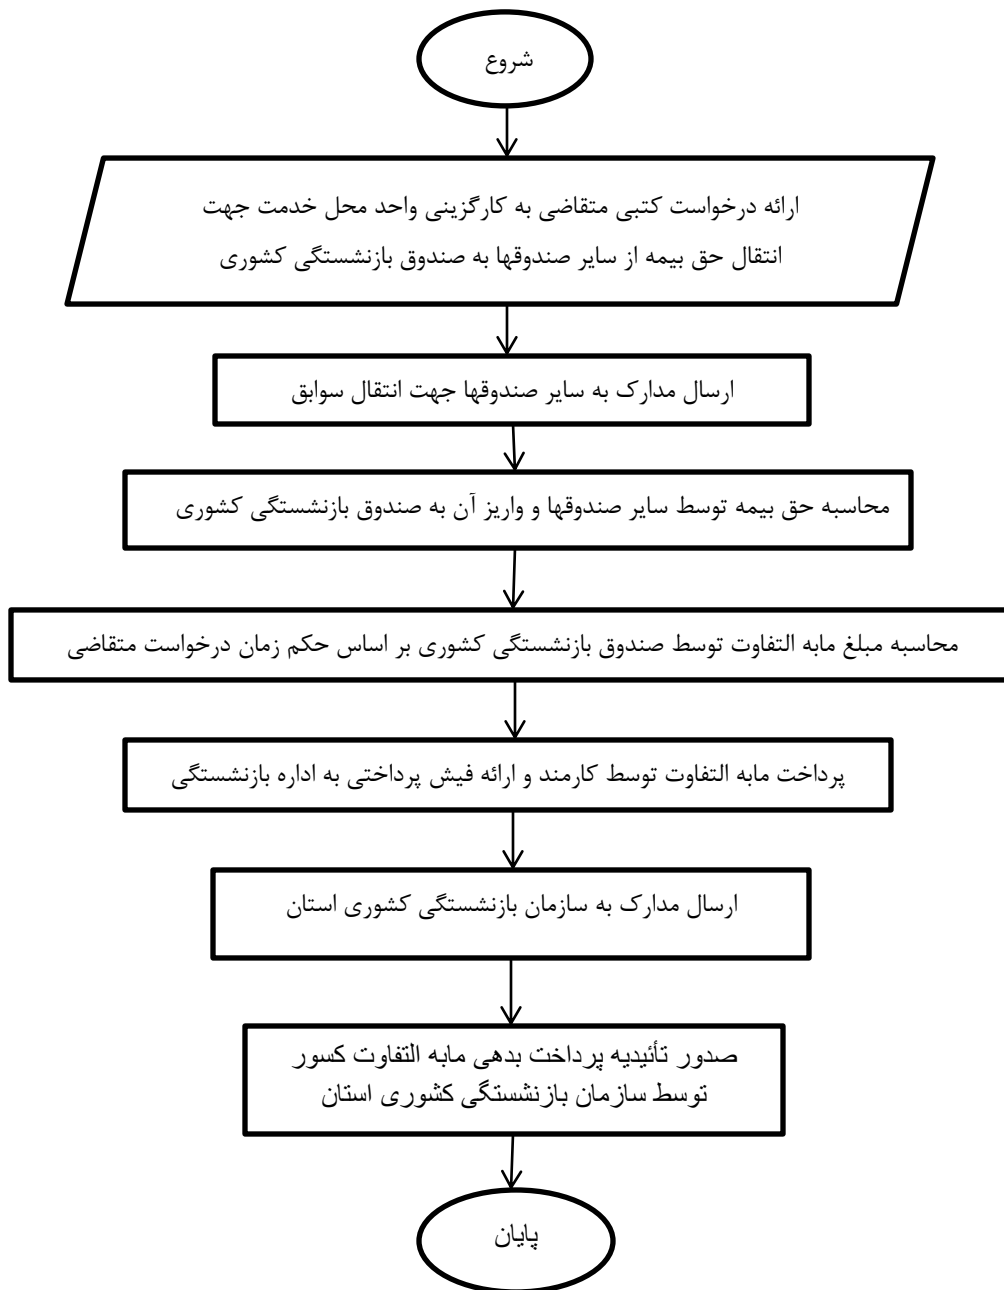 شروع
ارائه درخواست کتبی متقاضی به کارگزینی واحد محل خدمت جهت
انتقال حق بیمه از سایر صندوقها به صندوق بازنشستگی کشوری
ارسال مدارک به سایر صندوقها جهت انتقال سوابق
محاسبه حق بیمه توسط سایر صندوقها و واریز آن به صندوق بازنشستگی کشوری
محاسبه مبلغ مابه التفاوت توسط صندوق بازنشستگی کشوری بر اساس حکم زمان درخواست متقاضی
پرداخت مابه التفاوت توسط کارمند و ارائه فیش پرداختی به اداره بازنشستگی
ارسال مدارک به سازمان بازنشستگی کشوری استان
صدور تأئیدیه پرداخت بدهی مابه التفاوت کسور
توسط سازمان بازنشستگی کشوری استان
پایان